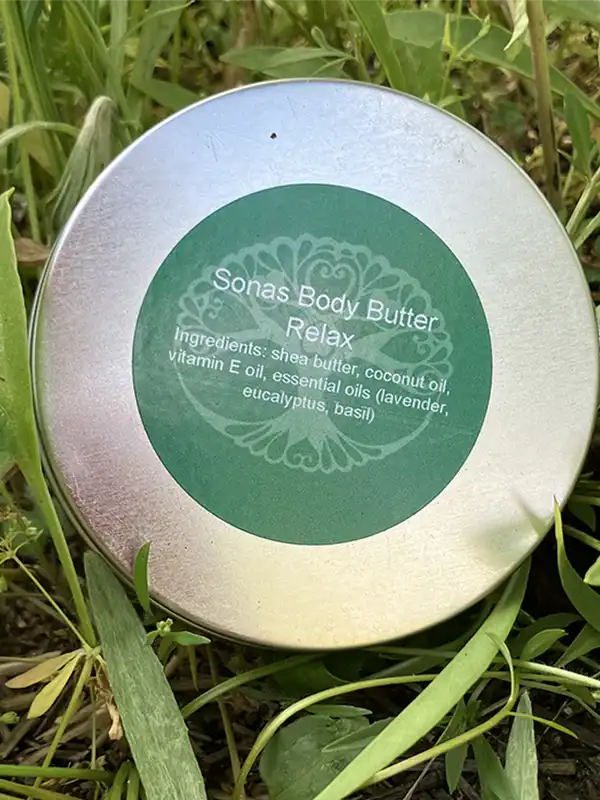 Sonas Body Butter
Relax
Ingredients: shea butter, coconut oil,
vitamin E oil, essential oils (lavender,
eucalyptus, basil)